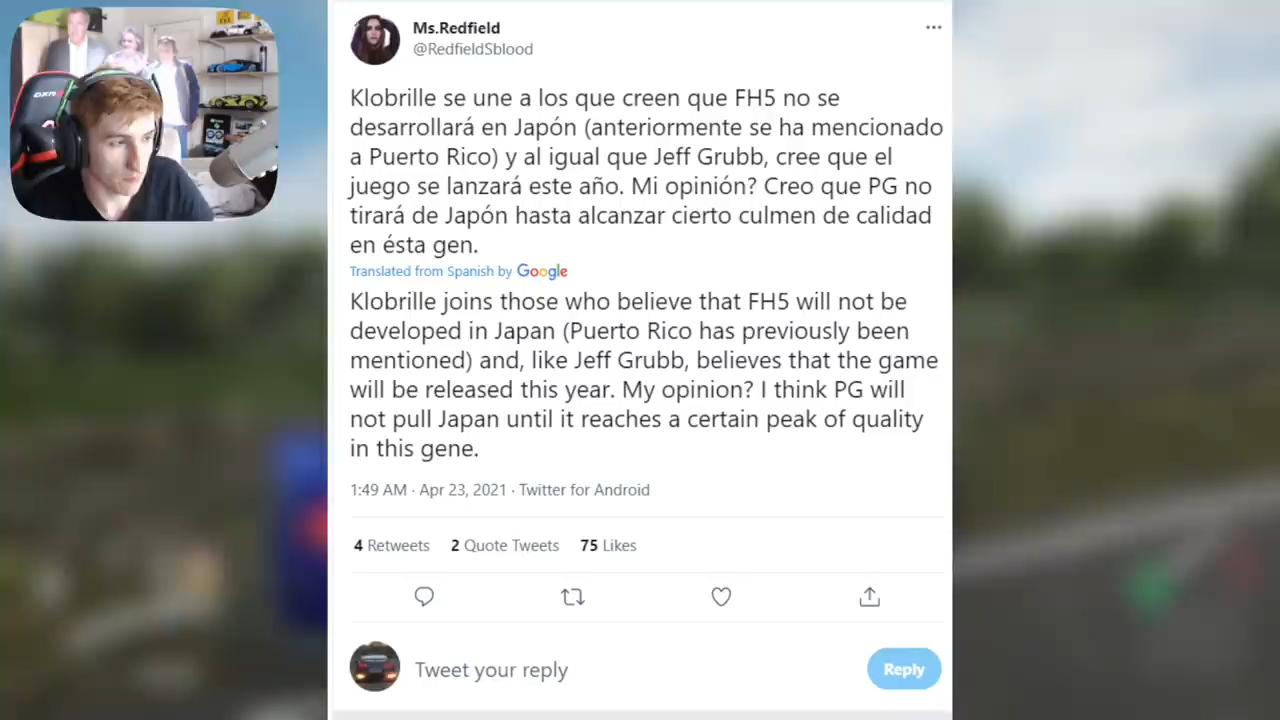 Ms.Redfield
@RedfieldSblood
Klobrille se une a los que creen que FH5 no se
desarrollará en Japón (anteriormente se ha mencionado
a Puerto Rico) y al igual que Jeff Grubb, cree que el
juego se lanzará este año. Mi opinión? Creo que PG no
tirará de Japón hasta alcanzar cierto culmen de calidad
en ésta gen.
Translated from Spanish by Google
Klobrille joins those who believe that FH5 will not be
developed in Japan (Puerto Rico has previously been
mentioned) and, like Jeff Grubb, believes that the game
will be released this year. My opinion? I think PG will
not pull Japan until it reaches a certain peak of quality
in this gene.
1:49 AM · Apr 23, 2021 · Twitter for Android
4 Retweets 2 Quote Tweets 75 Likes
Tweet your reply
Reply